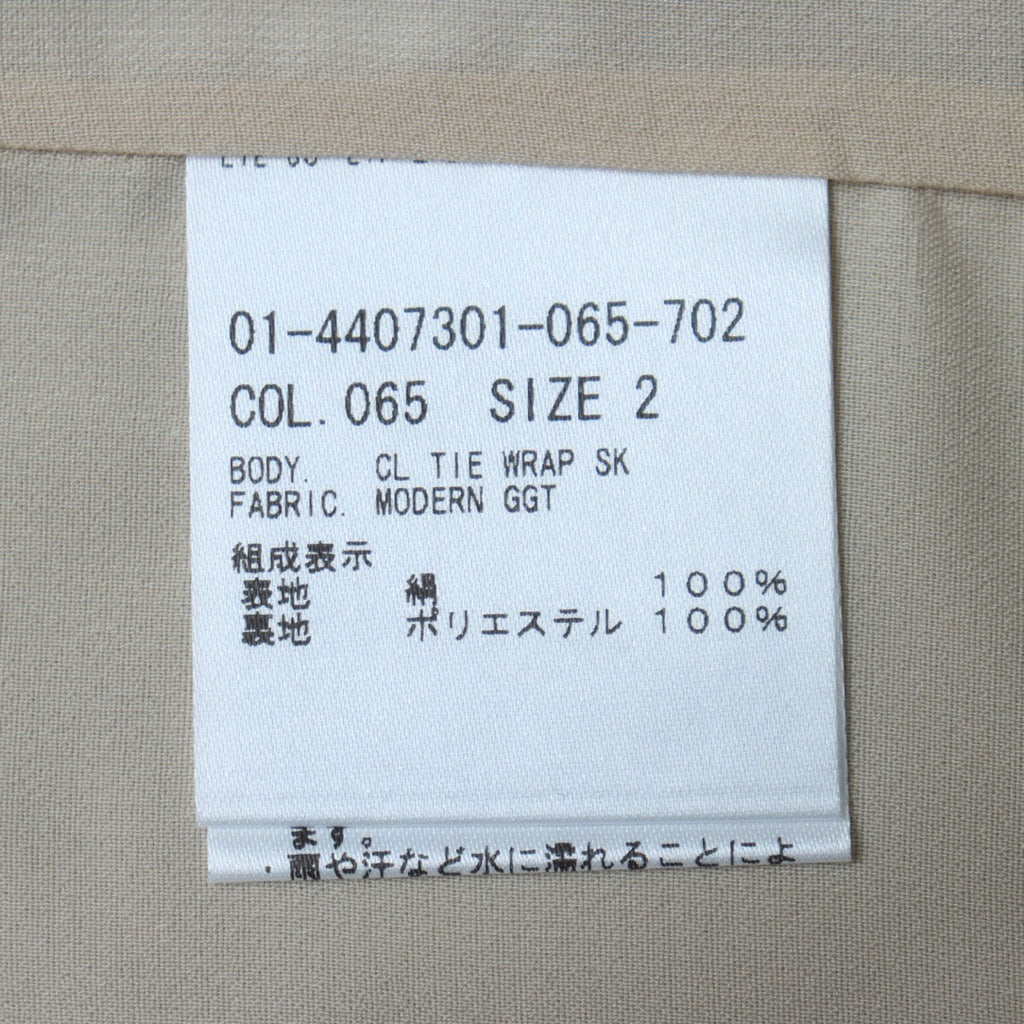 01-4407301-065-702
COL. 065 SIZE 2
BODY. CL TIE WRAP SK
FABRIC. MODERN GGT
組成表示
表地 絹 100%
裏地 ポリエステル 100%
ます。
・雨や汗など水に濡れることによ